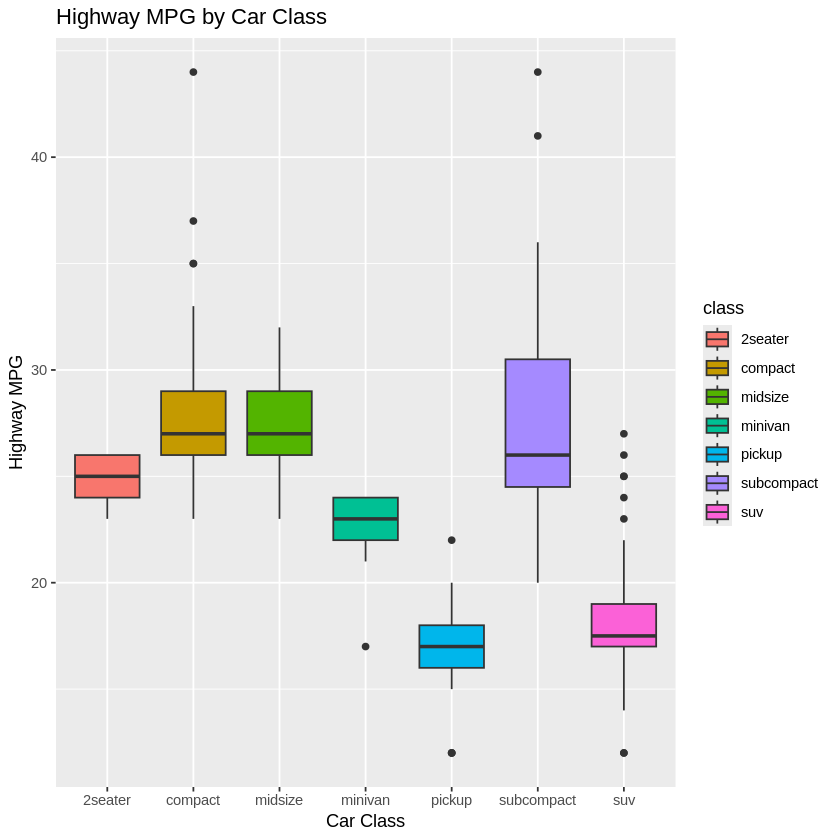 Highway MPG by Car Class
Highway MPG
40
30
20
2seater
compact
midsize
minivan
pickup
subcompact
suv
Car Class
class
2seater
compact
midsize
minivan
pickup
subcompact
suv